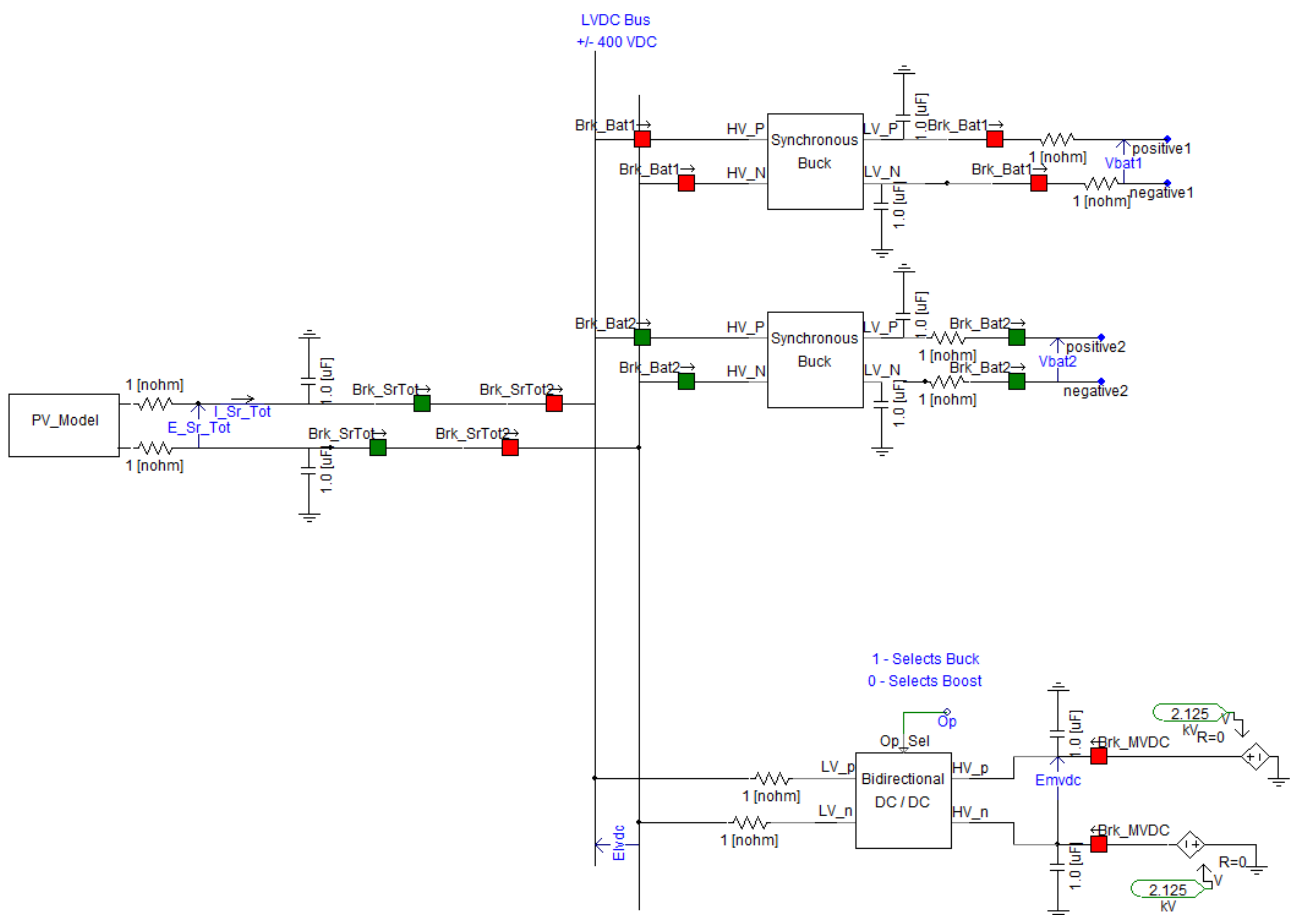 LVDC Bus
+/- 400 VDC
Brk_Bat1
HV_P
Synchronous
Buck
LV_P
1.0 [uF]
Brk_Bat1
1 [nohm]
positive1
Vbat1
Brk_Bat1
HV_N
LV_N
1.0 [uF]
Brk_Bat1
1 [nohm]
negative1
Brk_Bat2
HV_P
Synchronous
Buck
LV_P
1.0 [uF]
Brk_Bat2
1 [nohm]
positive2
Vbat2
Brk_Bat2
HV_N
LV_N
1.0 [uF]
Brk_Bat2
1 [nohm]
negative2
PV_Model
1 [nohm]
I_Sr_Tot
E_Sr_Tot
1.0 [uF]
Brk_SrTot
Brk_SrTot2
1 [nohm]
1.0 [uF]
Brk_SrTot
Brk_SrTot2
1 - Selects Buck
0 - Selects Boost
Op
Op_Sel
LV_p
1 [nohm]
Bidirectional
DC / DC
HV_p
1.0 [uF]
Brk_MVDC
2.125
kV
V
R=0
+
Emvdc
LV_n
1 [nohm]
HV_n
1.0 [uF]
Brk_MVDC
+
R=0
V
2.125
kV
Elvdc